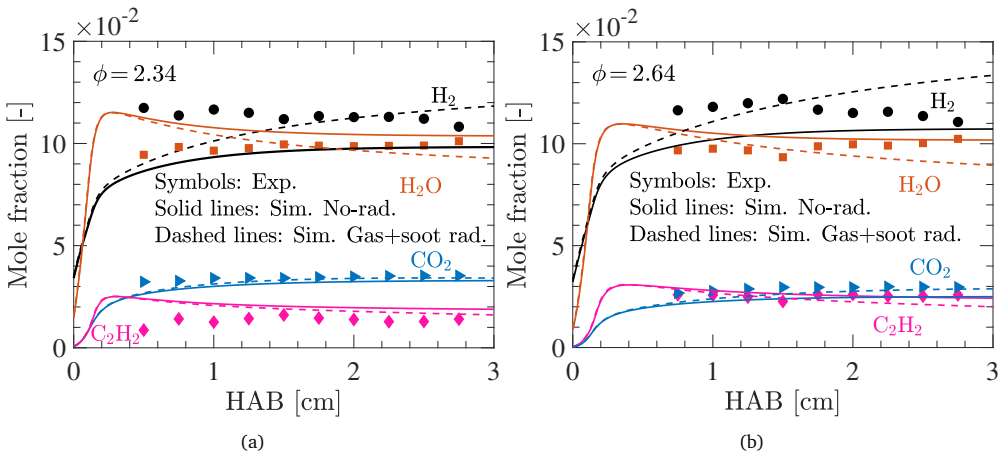 ×10⁻²
ϕ = 2.34
H₂
H₂O
Symbols: Exp.
Solid lines: Sim. No-rad.
Dashed lines: Sim. Gas+soot rad.
CO₂
C₂H₂
Mole fraction [-]
15
10
5
0
0 1 2 3
HAB [cm]
(a)
×10⁻²
ϕ = 2.64
H₂
H₂O
Symbols: Exp.
Solid lines: Sim. No-rad.
Dashed lines: Sim. Gas+soot rad.
CO₂
C₂H₂
Mole fraction [-]
15
10
5
0
0 1 2 3
HAB [cm]
(b)